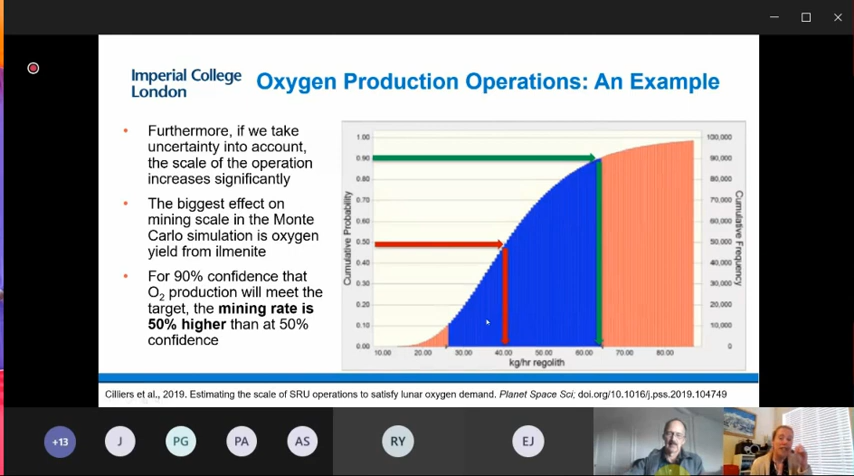 Imperial College
London
Oxygen Production Operations: An Example
• Furthermore, if we take
uncertainty into account,
the scale of the operation
increases significantly
• The biggest effect on
mining scale in the Monte
Carlo simulation is oxygen
yield from ilmenite
• For 90% confidence that
O₂ production will meet the
target, the mining rate is
50% higher than at 50%
confidence
Cumulative Probability
1.00
0.90
0.80
0.70
0.60
0.50
0.40
0.30
0.20
0.10
0.00
10.00 20.00 30.00 40.00 50.00 60.00 70.00 80.00
kg/hr regolith
100,000
90,000
80,000
70,000
60,000
50,000
40,000
30,000
20,000
10,000
0
Cumulative Frequency
Cilliers et al., 2019. Estimating the scale of SRU operations to satisfy lunar oxygen demand. Planet Space Sci; doi.org/10.1016/j.pss.2019.104749
+13 J PG PA AS RY EJ